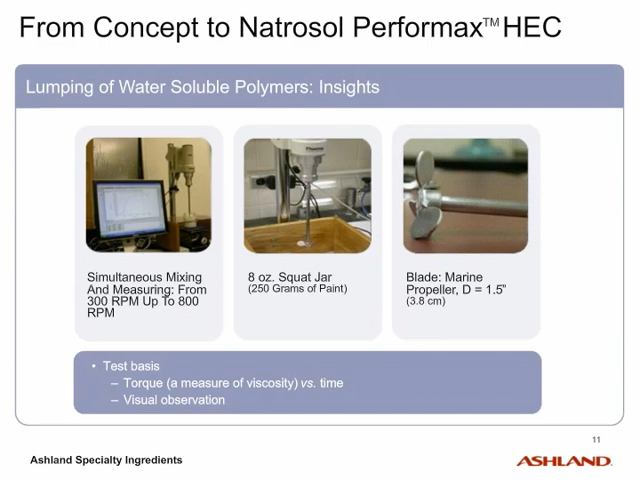 From Concept to Natrosol Performax™ HEC
Lumping of Water Soluble Polymers: Insights
Simultaneous Mixing
And Measuring: From
300 RPM Up To 800
RPM
8 oz. Squat Jar
(250 Grams of Paint)
Blade: Marine
Propeller, D = 1.5"
(3.8 cm)
• Test basis
– Torque (a measure of viscosity) vs. time
– Visual observation
11
Ashland Specialty Ingredients
ASHLAND.